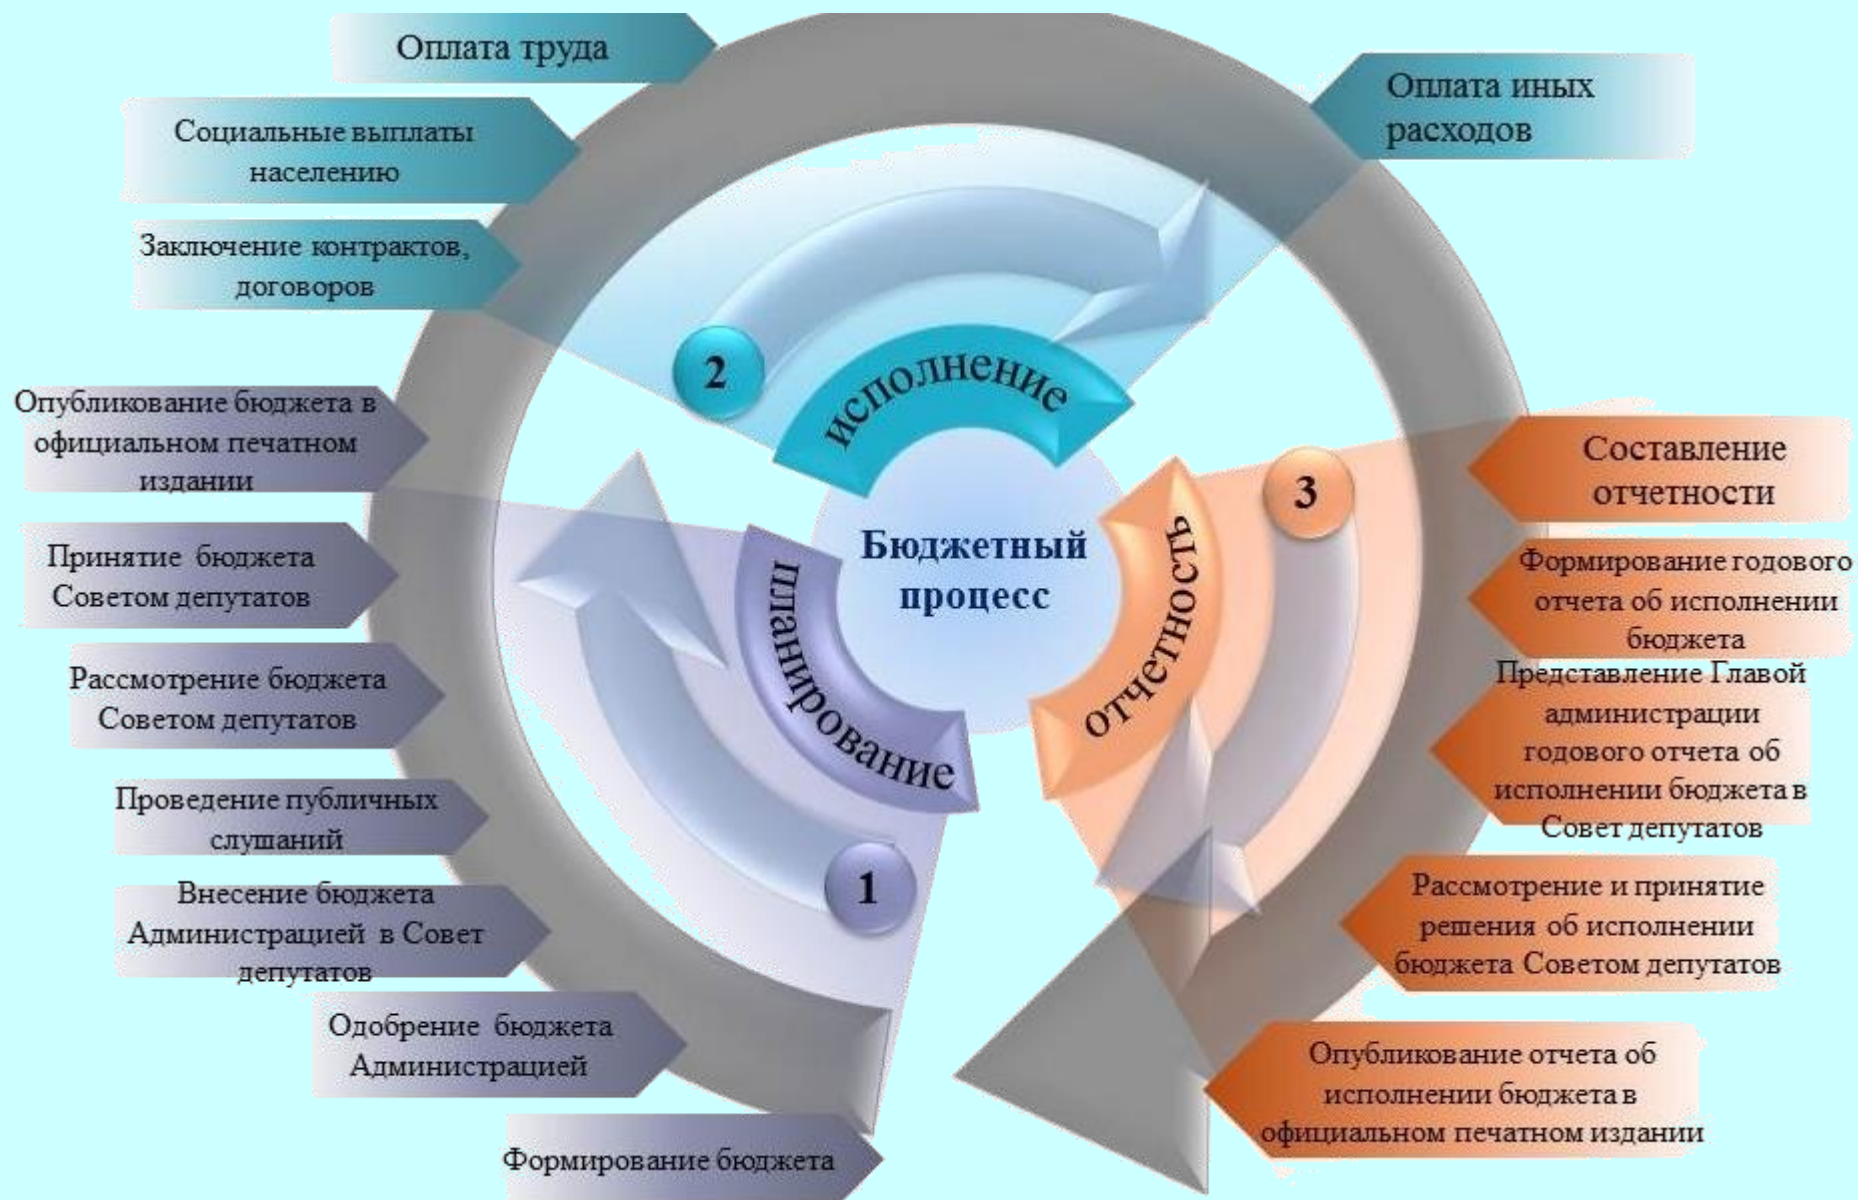 Оплата труда
Оплата иных
расходов
Социальные выплаты
населению
Заключение контрактов,
договоров
2
исполнение
Опубликование бюджета в
официальном печатном
издании
Принятие бюджета
Советом депутатов
Рассмотрение бюджета
Советом депутатов
Проведение публичных
слушаний
Внесение бюджета
Администрацией в Совет
депутатов
Одобрение бюджета
Администрацией
Формирование бюджета
1
планирование
Бюджетный
процесс
отчетность
3
Составление
отчетности
Формирование годового
отчета об исполнении
бюджета
Представление Главой
администрации
годового отчета об
исполнении бюджета в
Совет депутатов
Рассмотрение и принятие
решения об исполнении
бюджета Советом депутатов
Опубликование отчета об
исполнении бюджета в
официальном печатном издании